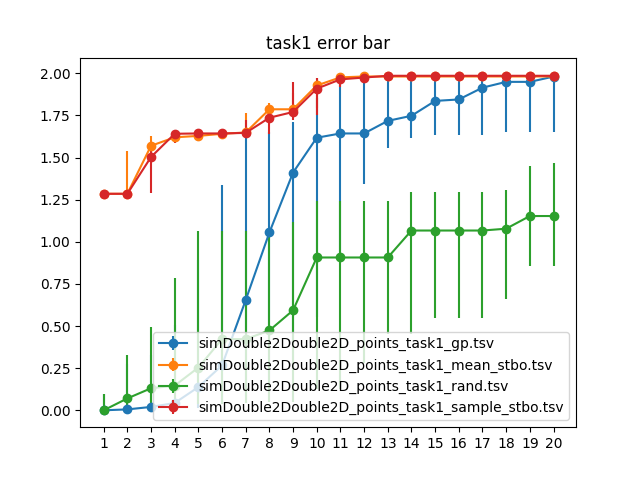 task1 error bar
2.00
1.75
1.50
1.25
1.00
0.75
0.50
0.25
0.00
simDouble2Double2D_points_task1_gp.tsv
simDouble2Double2D_points_task1_mean_stbo.tsv
simDouble2Double2D_points_task1_rand.tsv
simDouble2Double2D_points_task1_sample_stbo.tsv
1 2 3 4 5 6 7 8 9 10 11 12 13 14 15 16 17 18 19 20